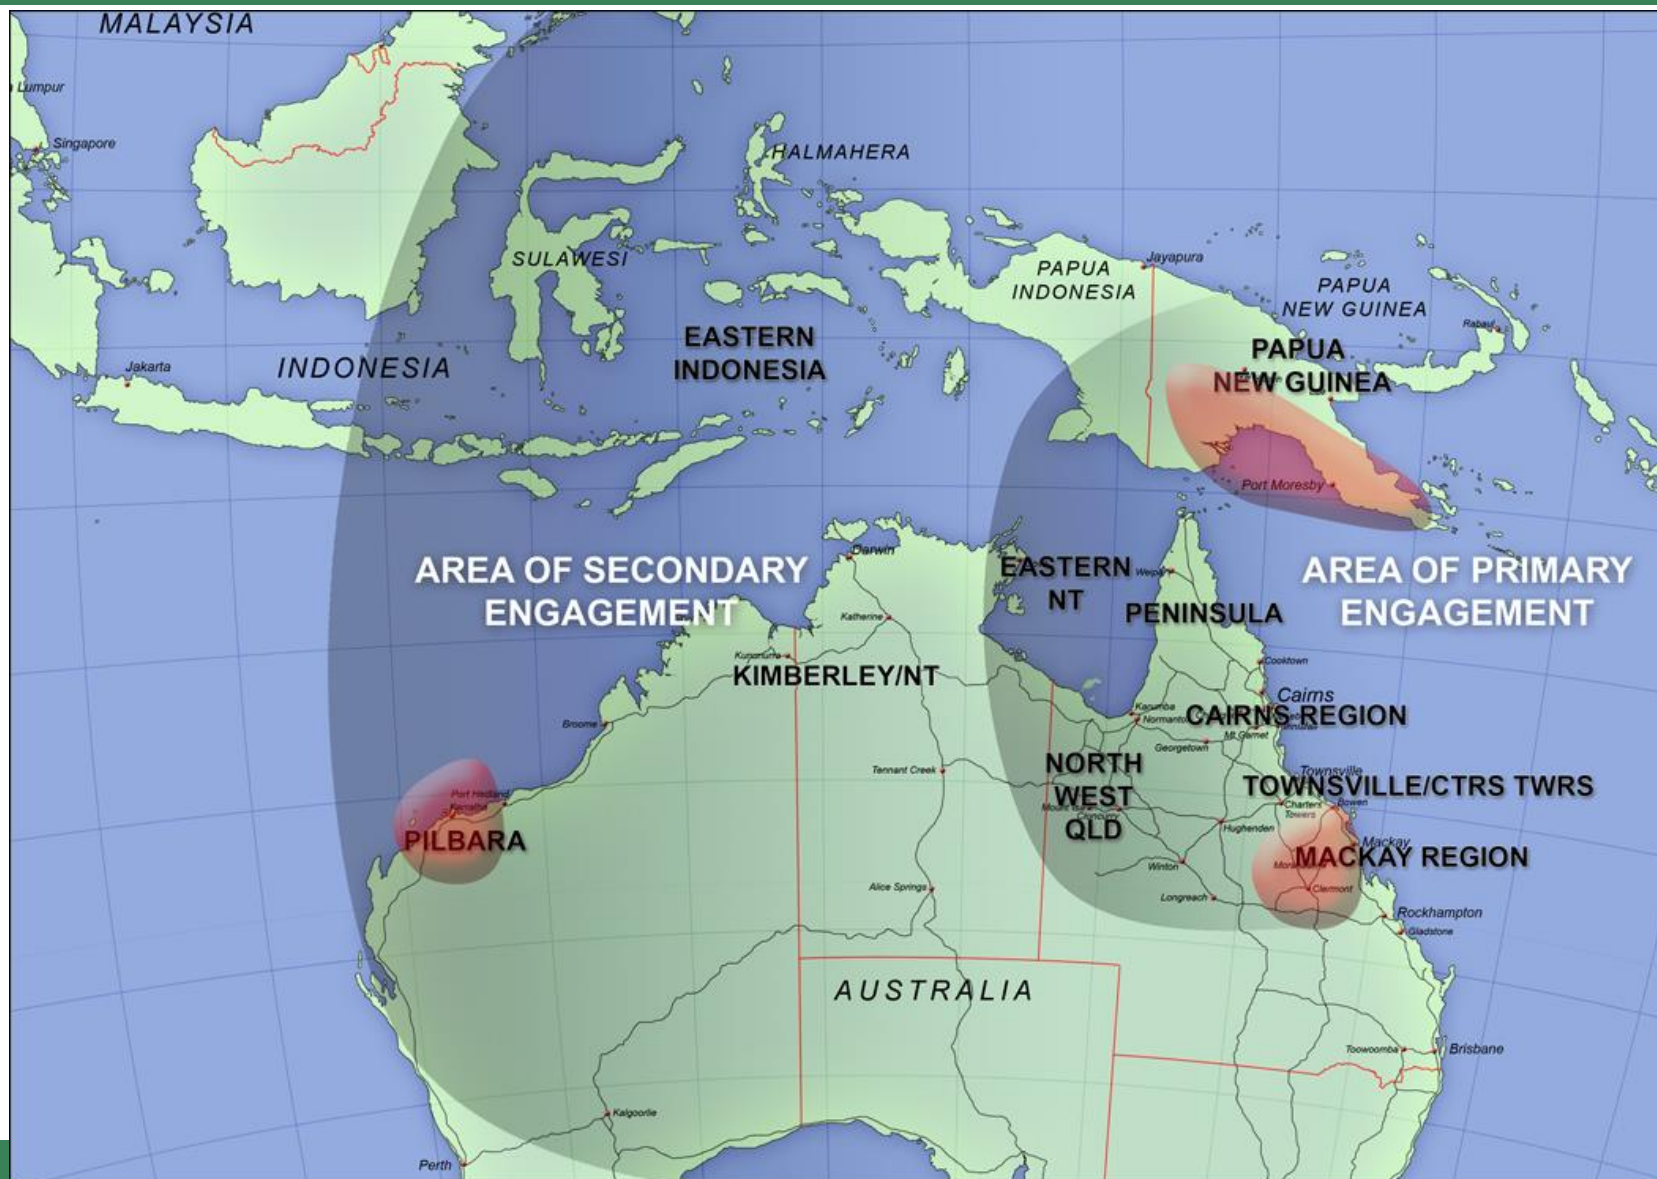 MALAYSIA
Lumpur
Singapore
HALMAHERA
SULAWESI
Jayapura
PAPUA
INDONESIA
PAPUA
NEW GUINEA
Rabaul
EASTERN
INDONESIA
PAPUA
NEW GUINEA
INDONESIA
Jakarta
Port Moresby
AREA OF SECONDARY
ENGAGEMENT
Darwin
EASTERN
NT
Weipa
AREA OF PRIMARY
ENGAGEMENT
PENINSULA
Katherine
Kununurra
KIMBERLEY/NT
Cooktown
Cairns
Broome
Karumba
Normanton
CAIRNS REGION
Mt Garnet
Georgetown
NORTH
WEST
QLD
Tennant Creek
Townsville
TOWNSVILLE/CTRS TWRS
Port Hedland
Karratha
PILBARA
Charters
Towers
Bowen
Hughenden
Mackay
MACKAY REGION
Winton
Alice Springs
Clermont
Longreach
Rockhampton
Gladstone
AUSTRALIA
Toowoomba
Brisbane
Kalgoorlie
Perth